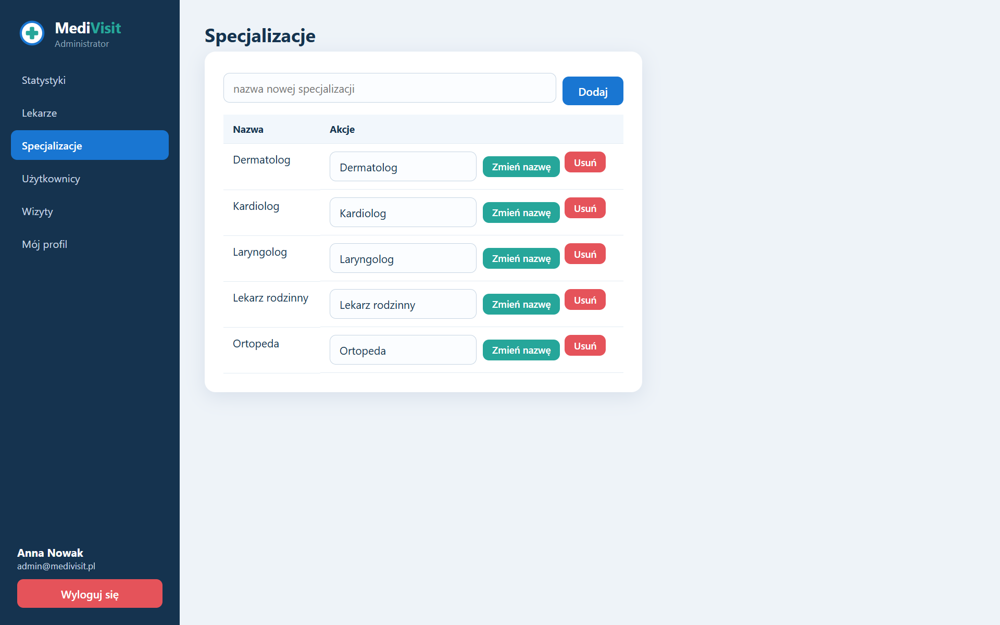 MediVisit
Administrator
Statystyki
Lekarze
Specjalizacje
Użytkownicy
Wizyty
Mój profil
Anna Nowak
admin@medivisit.pl
Wyloguj się
Specjalizacje
nazwa nowej specjalizacji Dodaj
Nazwa Akcje
Dermatolog Dermatolog Zmień nazwę Usuń
Kardiolog Kardiolog Zmień nazwę Usuń
Laryngolog Laryngolog Zmień nazwę Usuń
Lekarz rodzinny Lekarz rodzinny Zmień nazwę Usuń
Ortopeda Ortopeda Zmień nazwę Usuń